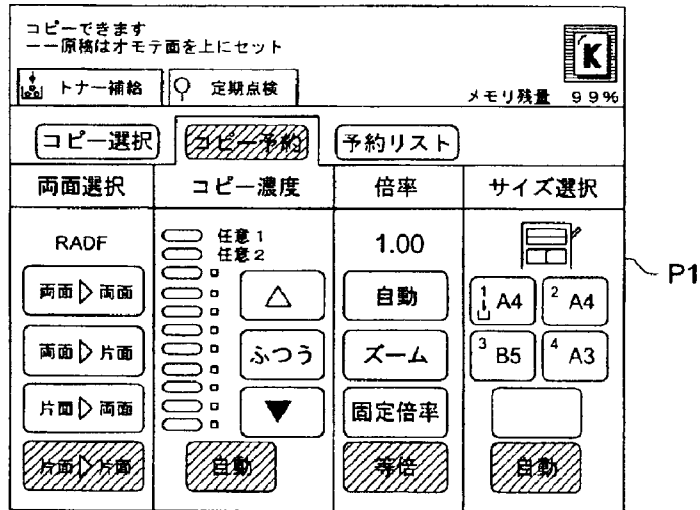 コピーできます
ーー原稿はオモテ面を上にセット
トナー補給
定期点検
K
メモリ残量 99%
コピー選択
コピー予約
予約リスト
両面選択
コピー濃度
倍率
サイズ選択
RADF
任意1
任意2
1.00
両面▷両面
△
自動
1 A4
2 A4
両面▷片面
ふつう
ズーム
3 B5
4 A3
片面▷両面
▼
固定倍率
片面▷片面
自動
等倍
自動
P1